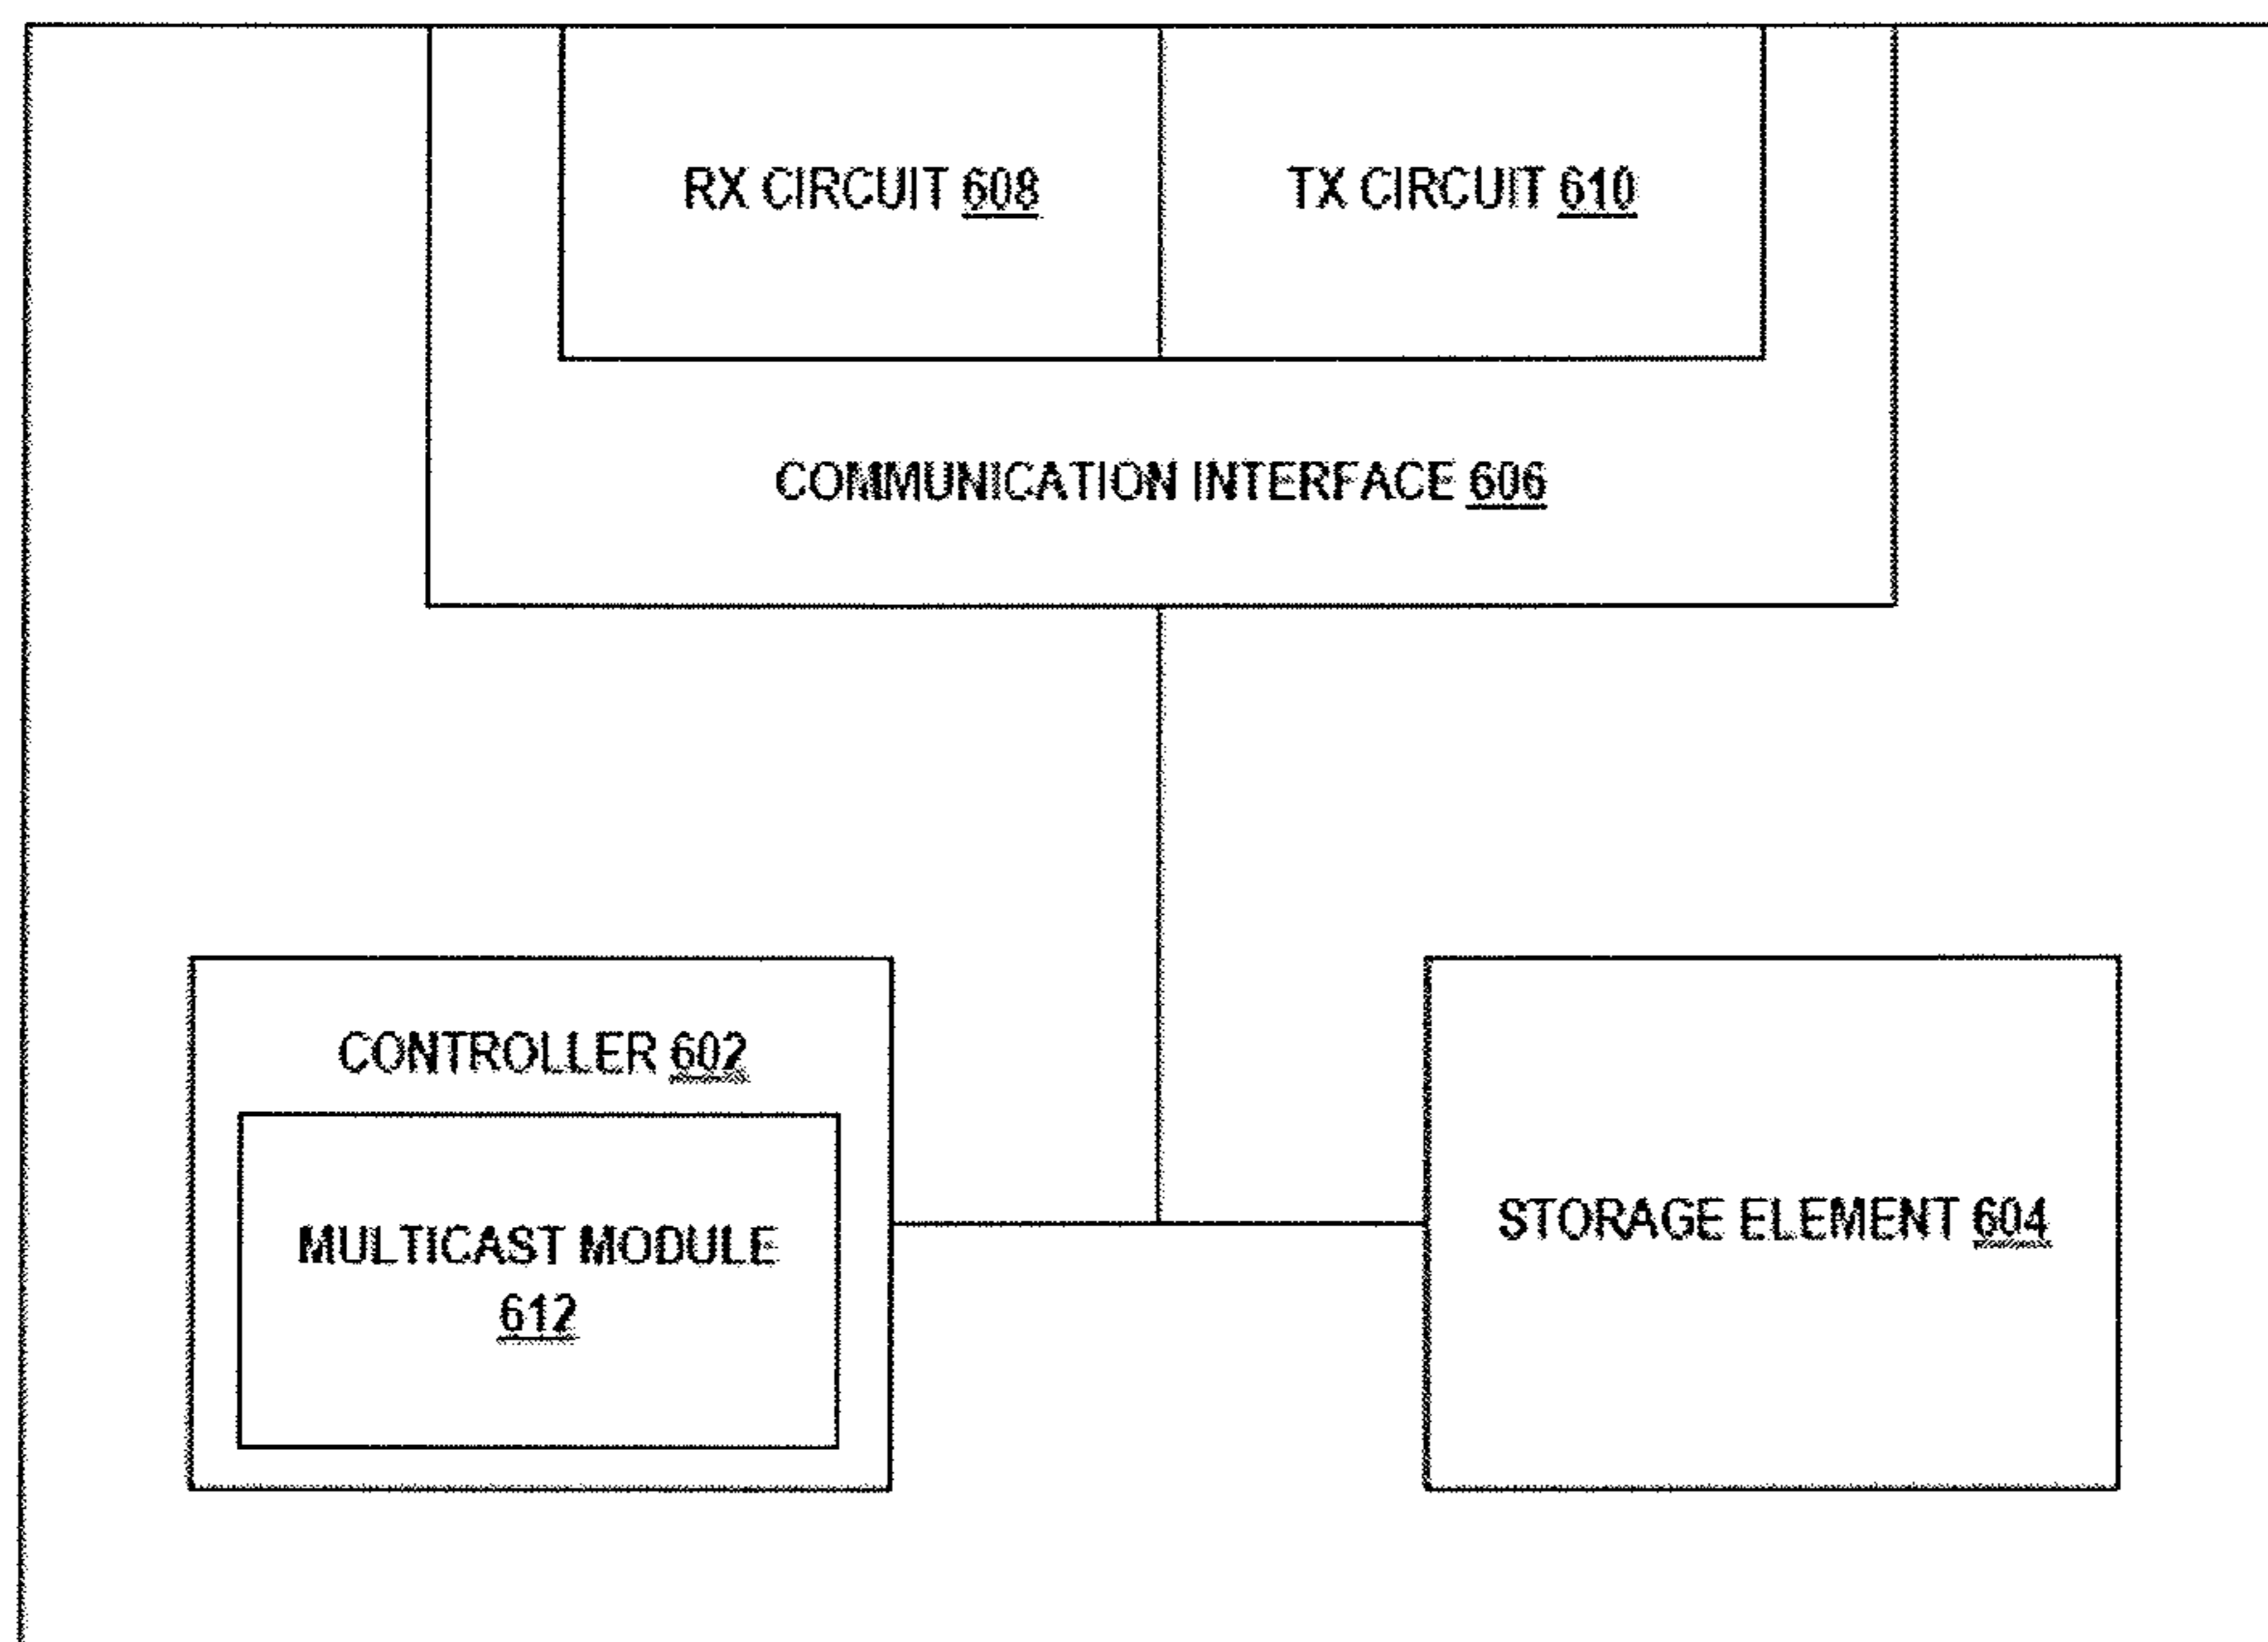 RX CIRCUIT 608
TX CIRCUIT 610
COMMUNICATION INTERFACE 606
CONTROLLER 602
MULTICAST MODULE
612
STORAGE ELEMENT 604